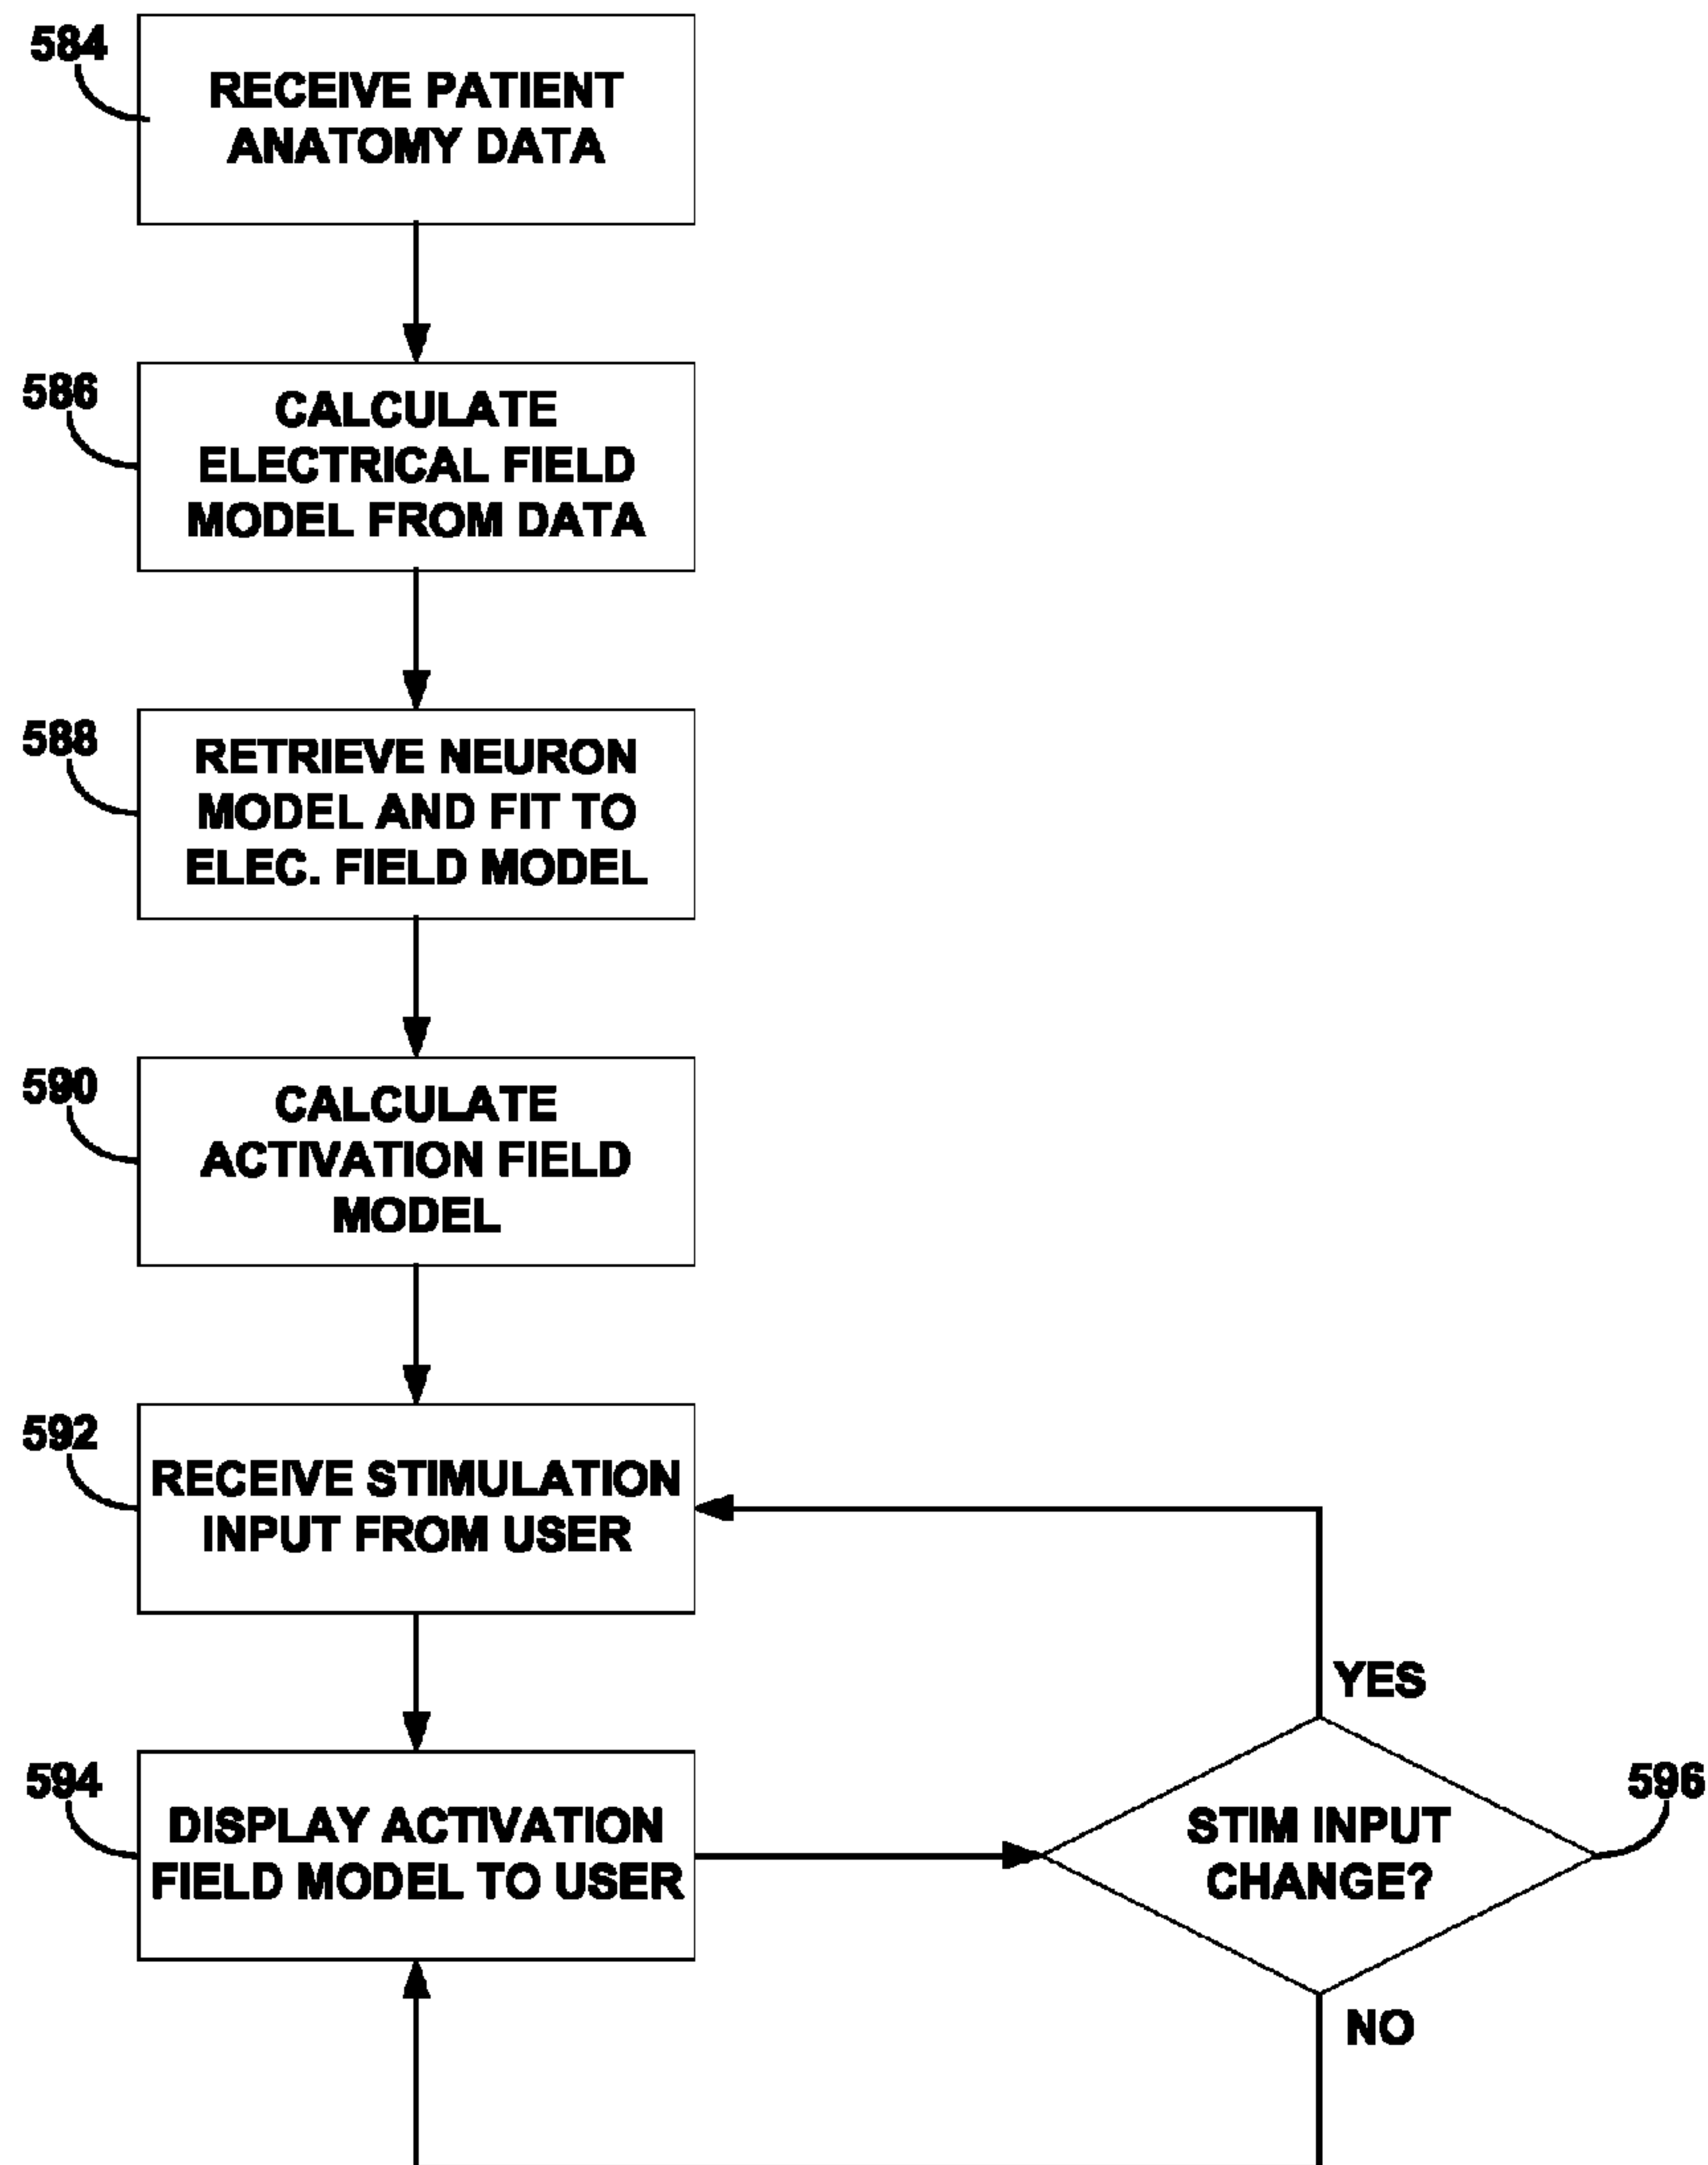 584
RECEIVE PATIENT
ANATOMY DATA
586
CALCULATE
ELECTRICAL FIELD
MODEL FROM DATA
588
RETRIEVE NEURON
MODEL AND FIT TO
ELEC. FIELD MODEL
590
CALCULATE
ACTIVATION FIELD
MODEL
592
RECEIVE STIMULATION
INPUT FROM USER
YES
594
DISPLAY ACTIVATION
FIELD MODEL TO USER
STIM INPUT
CHANGE?
596
NO